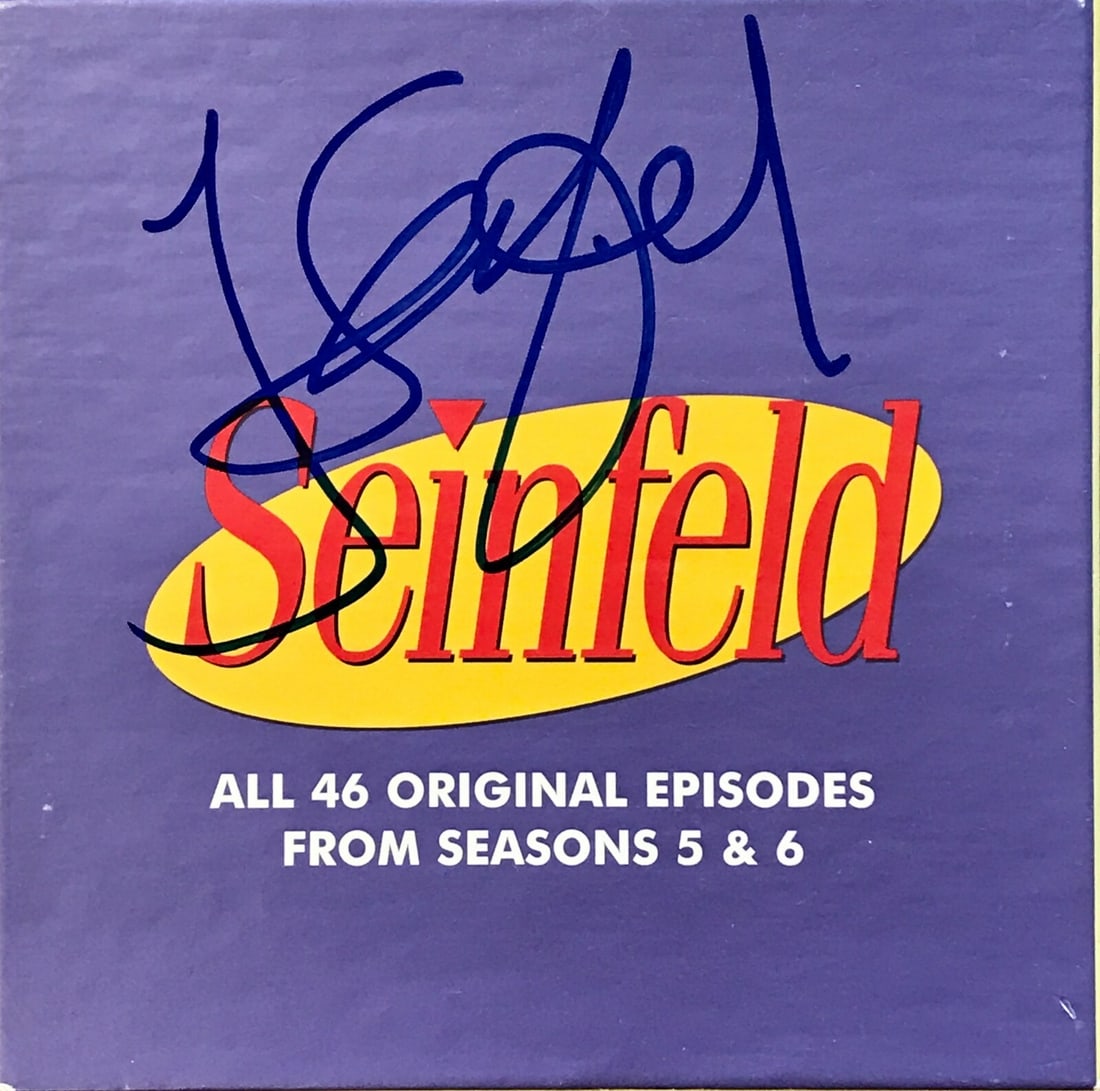 Seinfeld
ALL 46 ORIGINAL EPISODES
FROM SEASONS 5 & 6